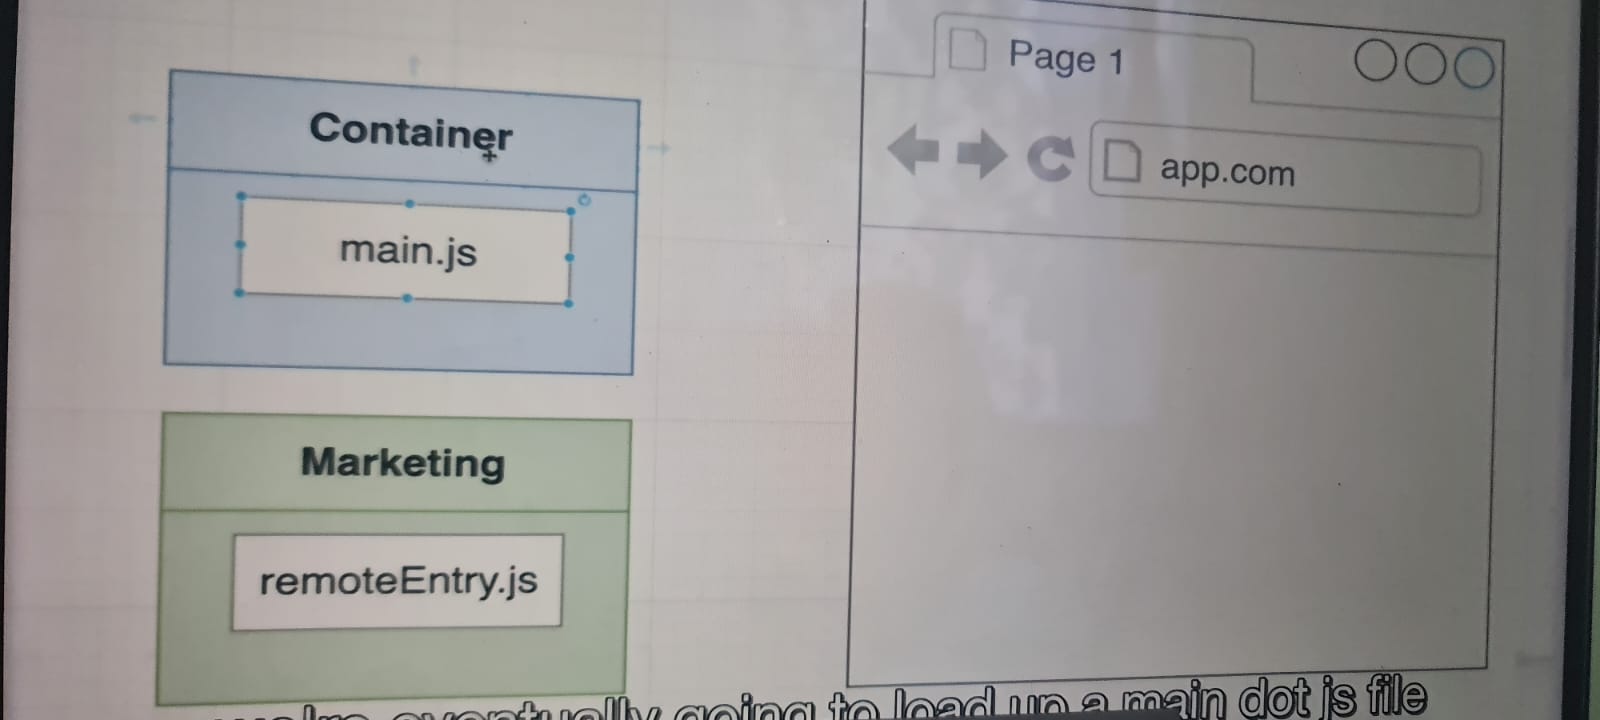 Container
main.js
Marketing
remoteEntry.js
Page 1
app.com
eventually going to load up a main dot js file